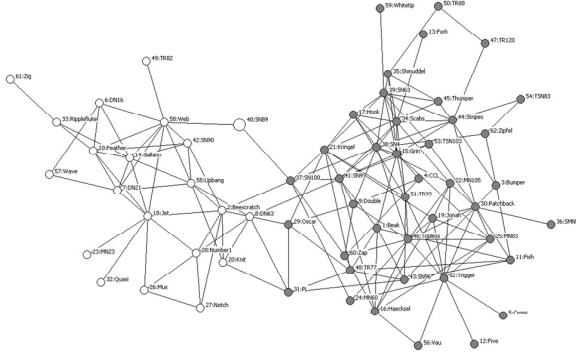 59:Whitetip
50:TR88
13:Fork
47:TR120
49:TR82
35:Shmuddel
61:Zig
39:SN63
45:Thumper
54:TSN83
6:DN16
17:Hook
33:Ripplefluke
58:Web
40:SN89
44:Stripes
62:Zipfel
42:SN90
53:TSN103
10:Feather
21:Kringel
38:SN4
15:Grin
57:Wave
7:DN21
55:Upbang
37:SN100
41:SN9
4:CCL
22:MN105
3:Bumper
51:TR99
9:Double
30:Patchback
2:Beescratch
18:Jet
8:DN63
29:Oscar
1:Beak
19:Jonah
36:SMN
46:Topless
25:MN83
23:MN23
28:Number1
20:Knit
60:Zap
11:Fish
48:TR77
32:Quasi
43:SN96
52:Trigger
26:Mus
31:PL
24:MN60
27:Notch
16:Haecksel
56:Vau
12:Five